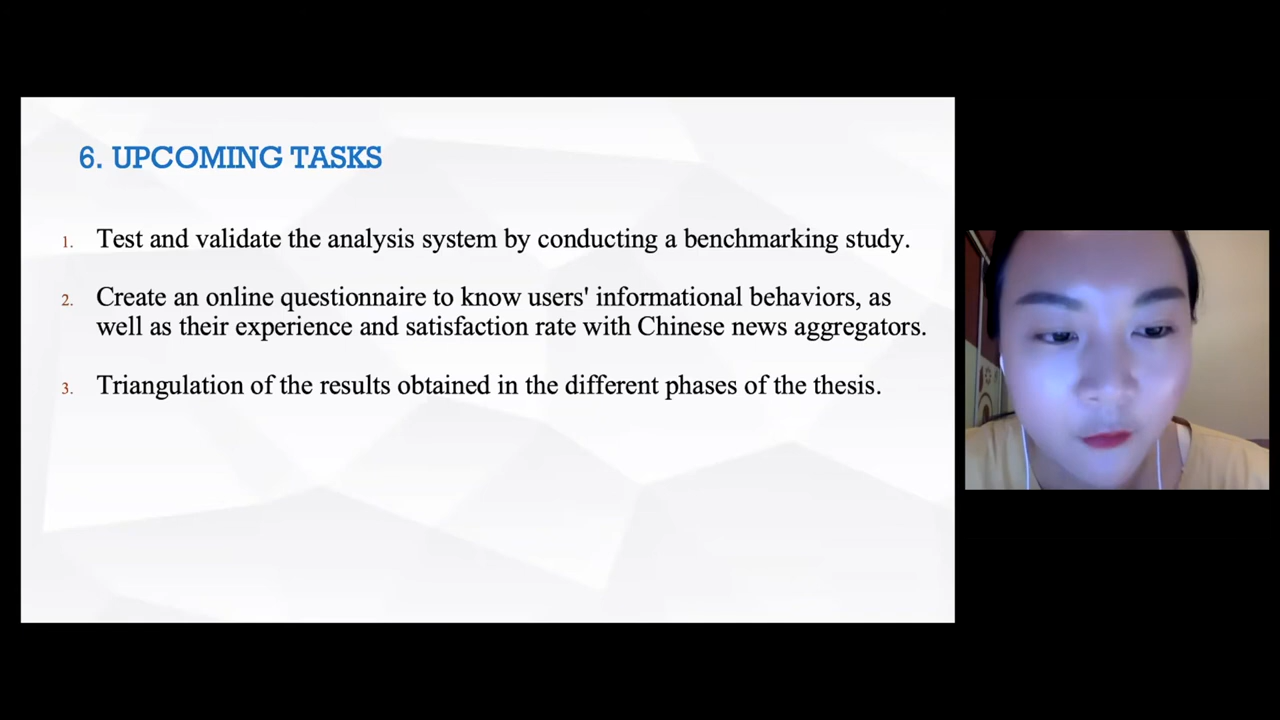 6. UPCOMING TASKS
1. Test and validate the analysis system by conducting a benchmarking study.
2. Create an online questionnaire to know users' informational behaviors, as
well as their experience and satisfaction rate with Chinese news aggregators.
3. Triangulation of the results obtained in the different phases of the thesis.